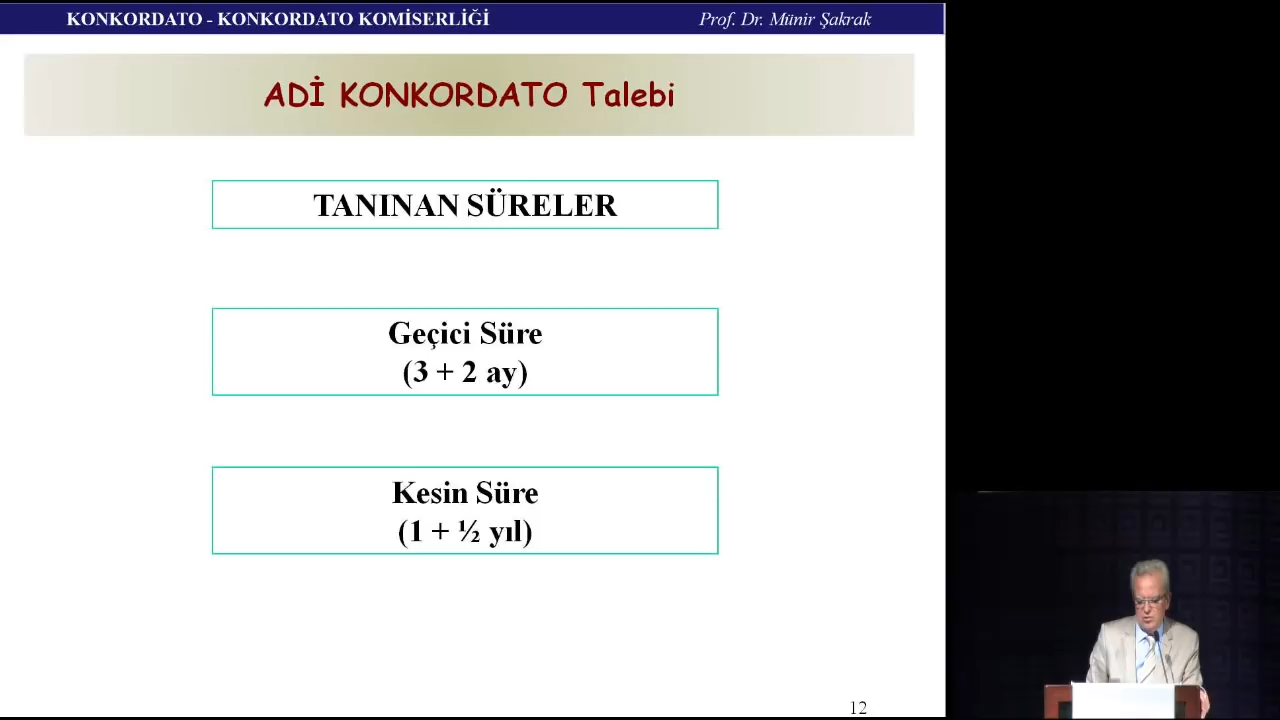 KONKORDATO - KONKORDATO KOMİSERLİĞİ
Prof. Dr. Münir Şakrak
ADİ KONKORDATO Talebi
TANINAN SÜRELER
Geçici Süre
(3 + 2 ay)
Kesin Süre
(1 + ½ yıl)
12